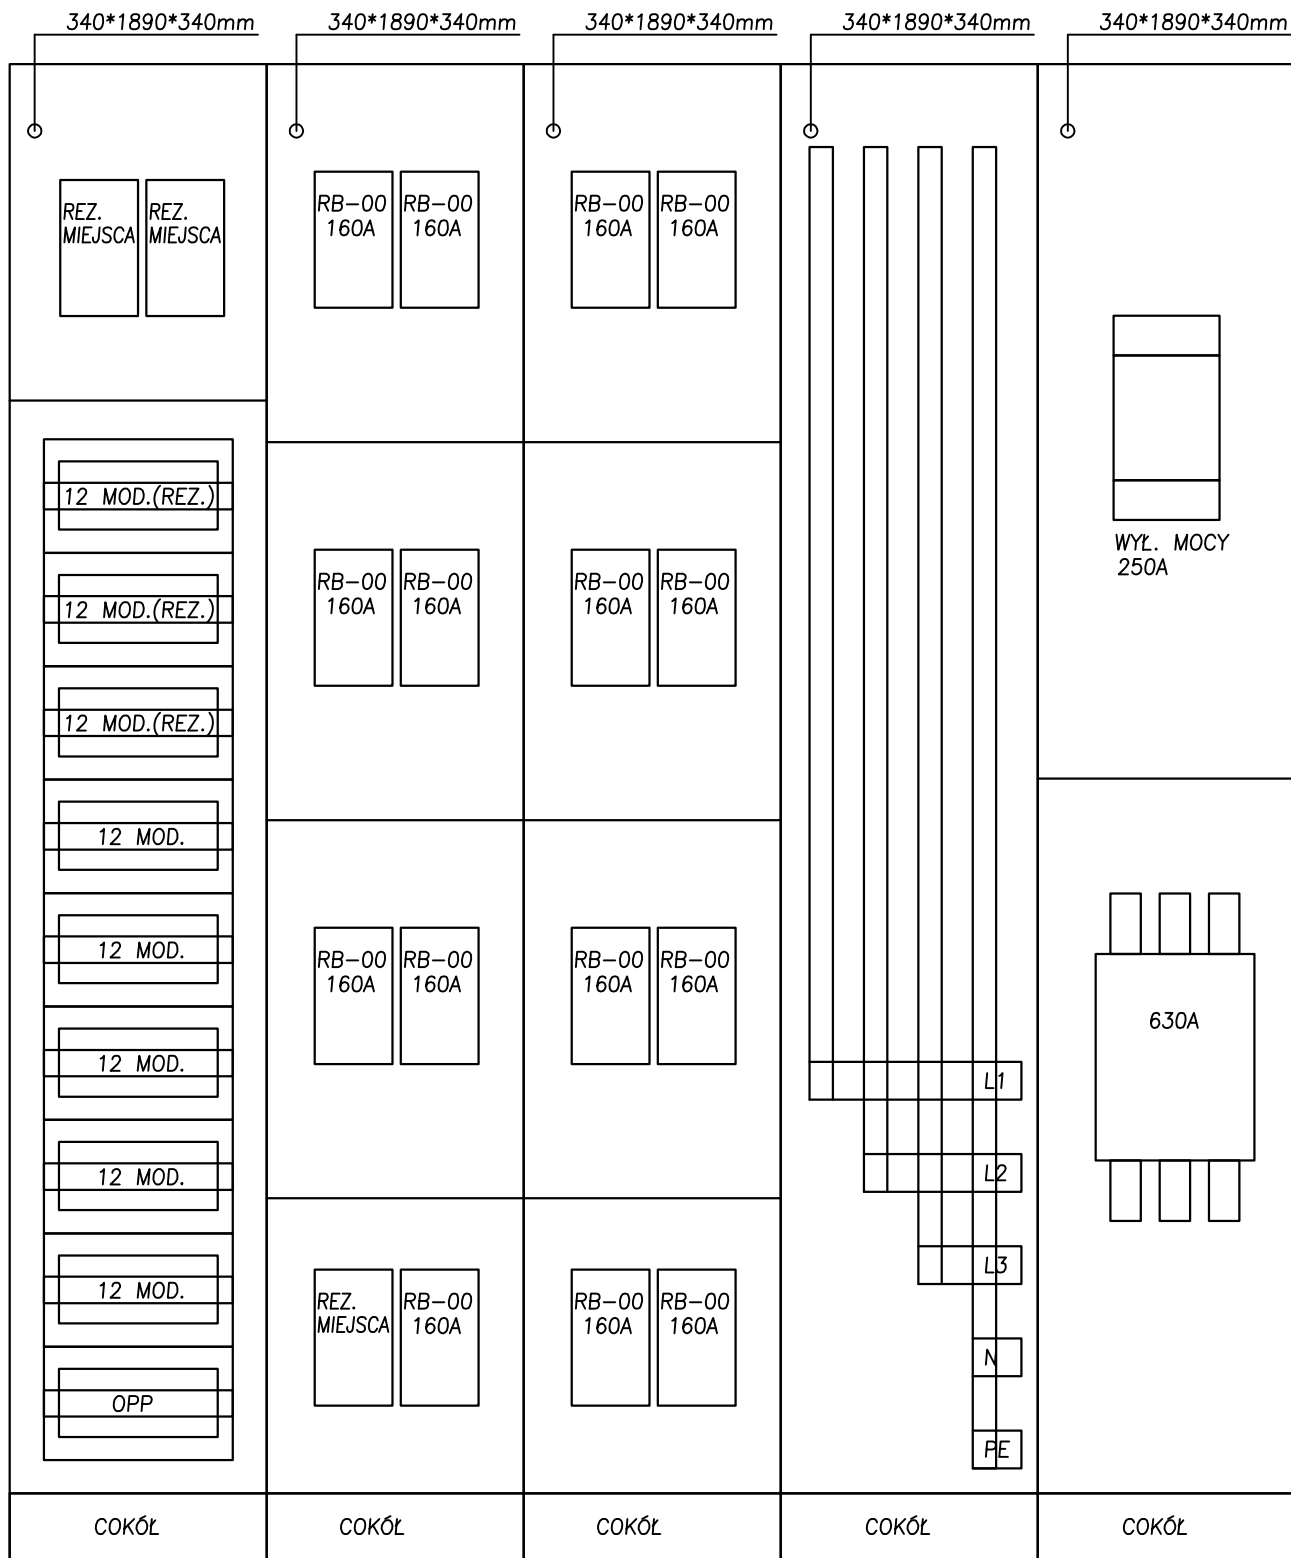 340*1890*340mm
340*1890*340mm
340*1890*340mm
340*1890*340mm
340*1890*340mm
REZ.
MIEJSCA
REZ.
MIEJSCA
12 MOD.(REZ.)
12 MOD.(REZ.)
12 MOD.(REZ.)
12 MOD.
12 MOD.
12 MOD.
12 MOD.
12 MOD.
OPP
COKÓŁ
RB-00
160A
RB-00
160A
RB-00
160A
RB-00
160A
RB-00
160A
RB-00
160A
REZ.
MIEJSCA
RB-00
160A
COKÓŁ
RB-00
160A
RB-00
160A
RB-00
160A
RB-00
160A
RB-00
160A
RB-00
160A
RB-00
160A
RB-00
160A
COKÓŁ
L1
L2
L3
N
PE
COKÓŁ
WYŁ. MOCY
250A
630A
COKÓŁ